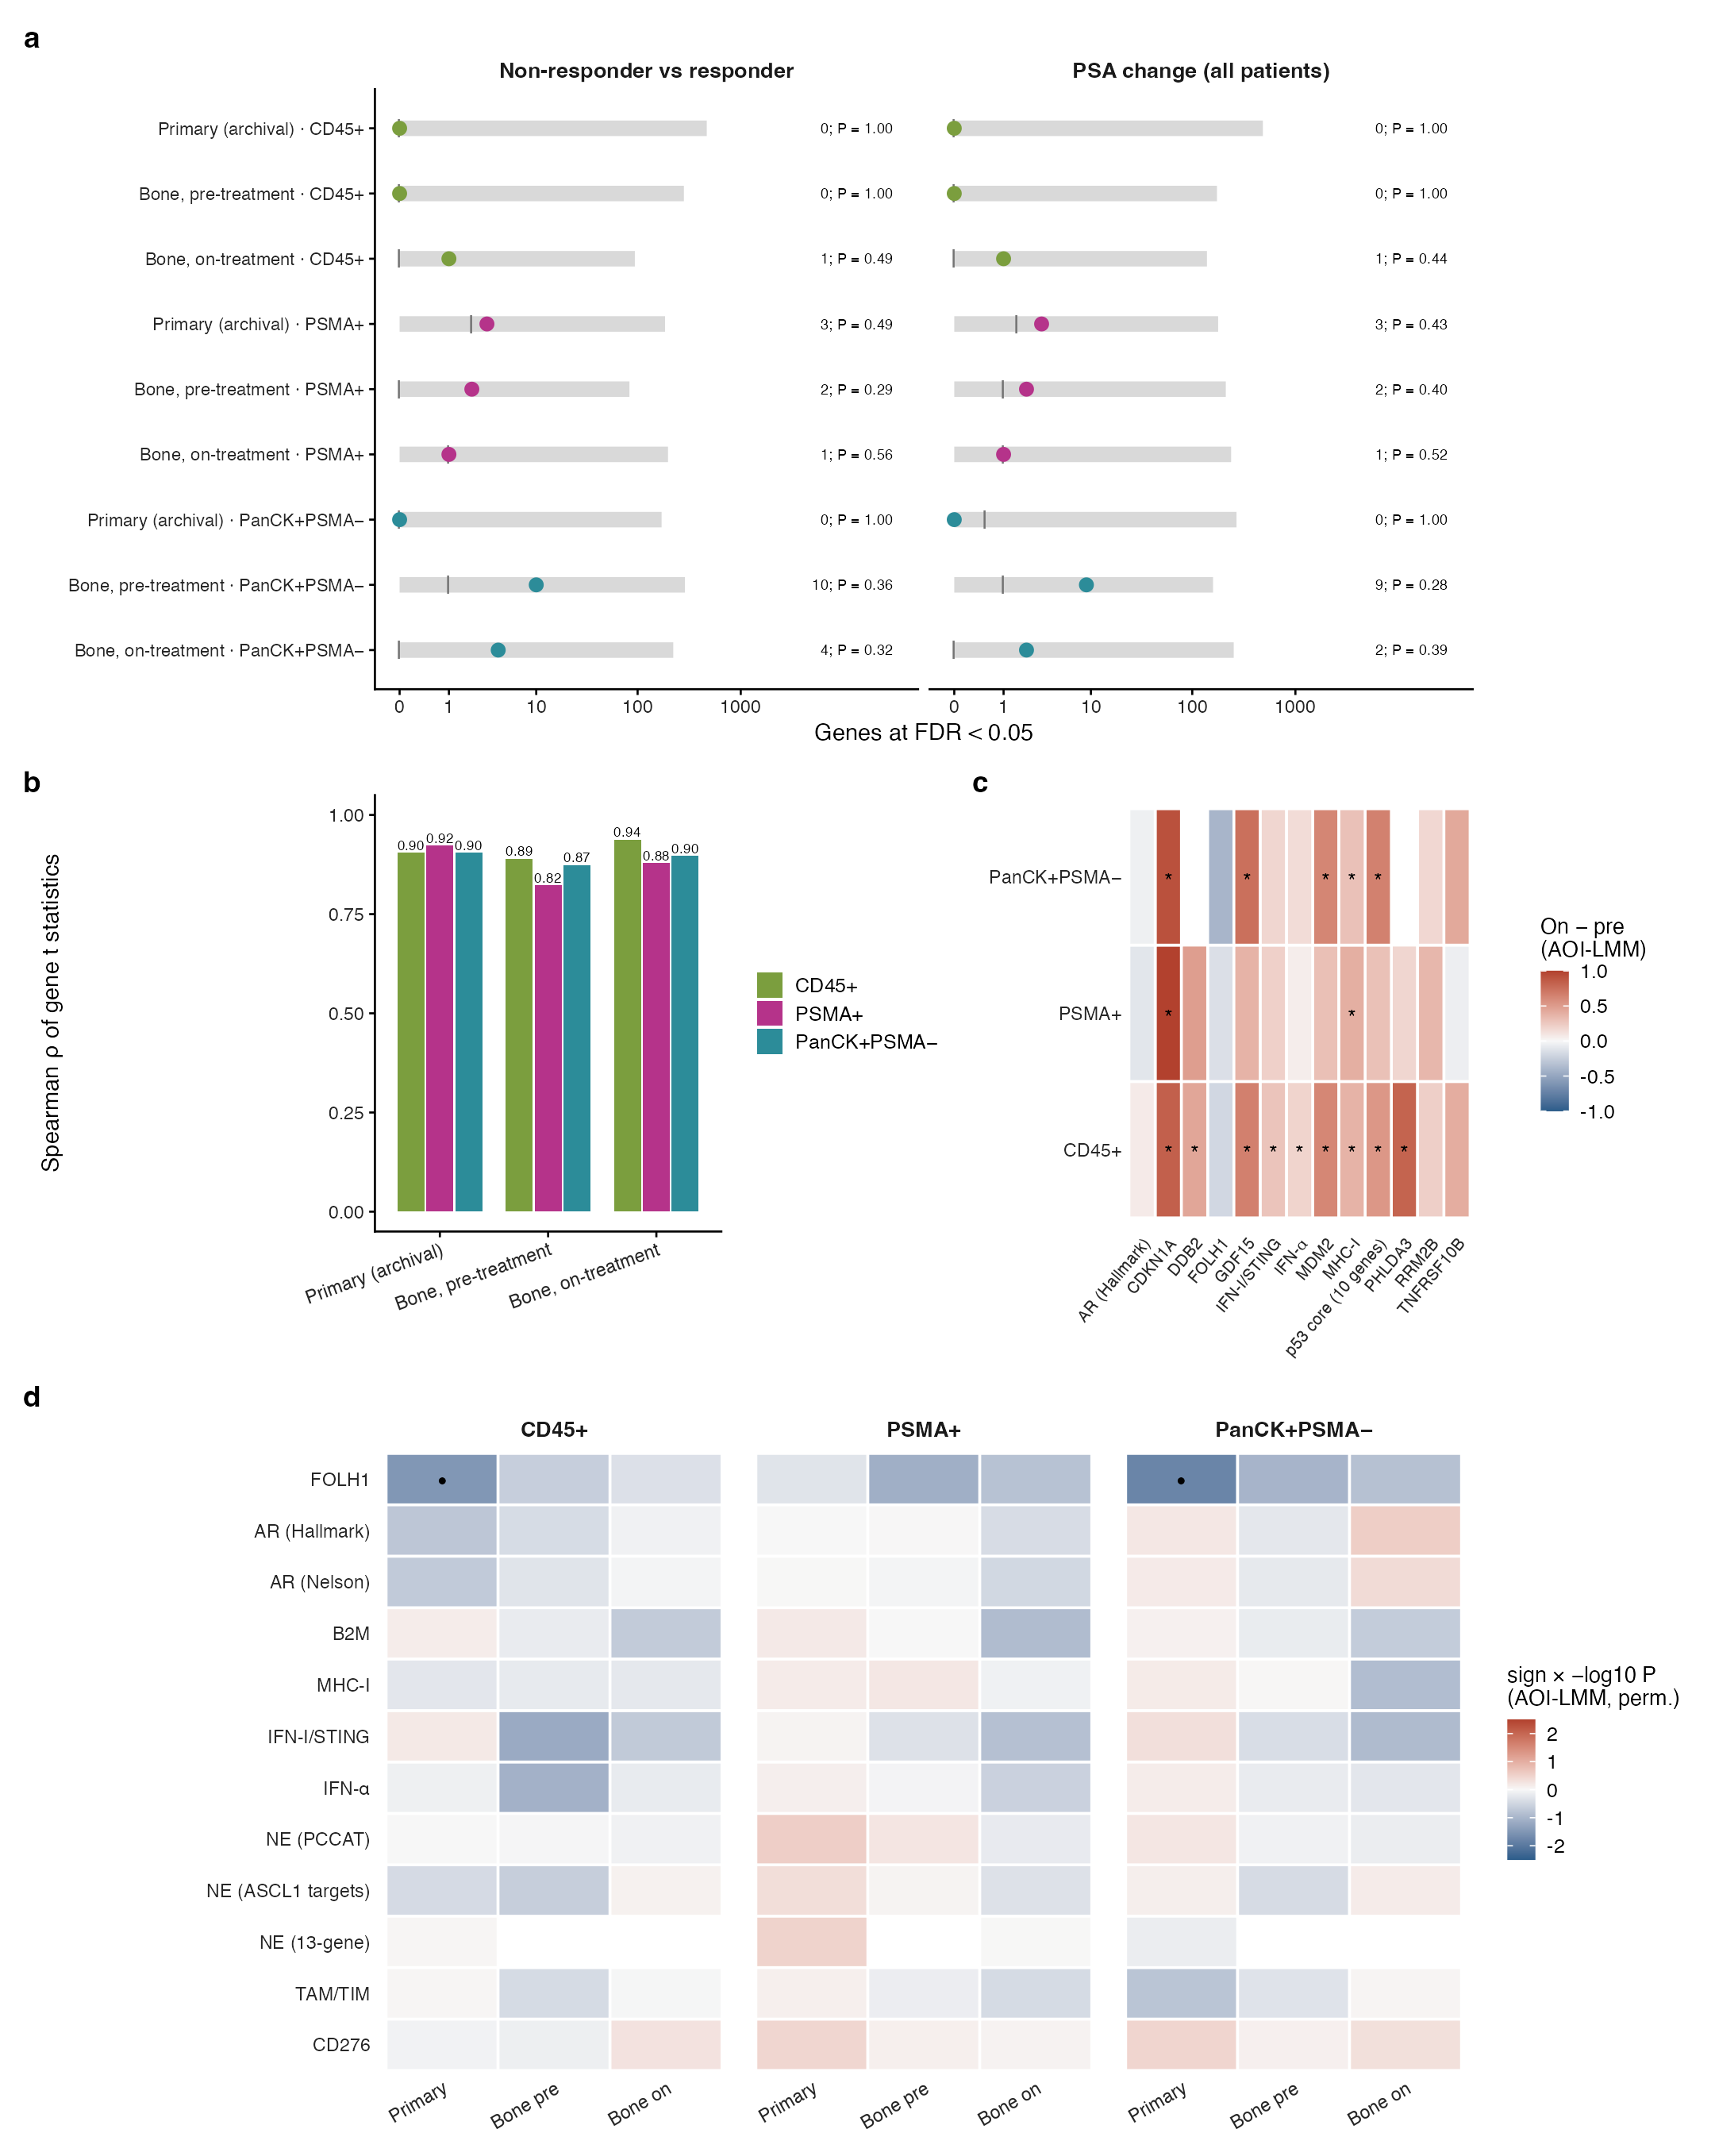 a
Non-responder vs responder
PSA change (all patients)
Primary (archival) · CD45+
0; P = 1.00
0; P = 1.00
Bone, pre-treatment · CD45+
0; P = 1.00
0; P = 1.00
Bone, on-treatment · CD45+
1; P = 0.49
1; P = 0.44
Primary (archival) · PSMA+
3; P = 0.49
3; P = 0.43
Bone, pre-treatment · PSMA+
2; P = 0.29
2; P = 0.40
Bone, on-treatment · PSMA+
1; P = 0.56
1; P = 0.52
Primary (archival) · PanCK+PSMA−
0; P = 1.00
0; P = 1.00
Bone, pre-treatment · PanCK+PSMA−
10; P = 0.36
9; P = 0.28
Bone, on-treatment · PanCK+PSMA−
4; P = 0.32
2; P = 0.39
0 1 10 100 1000
0 1 10 100 1000
Genes at FDR < 0.05
b
Spearman ρ of gene t statistics
1.00
0.75
0.50
0.25
0.00
0.90 0.92 0.90
0.89 0.82 0.87
0.94 0.88 0.90
Primary (archival)
Bone, pre-treatment
Bone, on-treatment
CD45+
PSMA+
PanCK+PSMA−
c
PanCK+PSMA−
* * * * *
PSMA+
* *
CD45+
* * * * * * * * *
AR (Hallmark)
CDKN1A
DDB2
FOLH1
GDF15
IFN-I/STING
IFN-α
MDM2
MHC-I
p53 core (10 genes)
PHLDA3
RRM2B
TNFRSF10B
On − pre
(AOI-LMM)
1.0
0.5
0.0
-0.5
-1.0
d
CD45+
PSMA+
PanCK+PSMA−
FOLH1
AR (Hallmark)
AR (Nelson)
B2M
MHC-I
IFN-I/STING
IFN-α
NE (PCCAT)
NE (ASCL1 targets)
NE (13-gene)
TAM/TIM
CD276
Primary
Bone pre
Bone on
Primary
Bone pre
Bone on
Primary
Bone pre
Bone on
sign × −log10 P
(AOI-LMM, perm.)
2
1
0
-1
-2